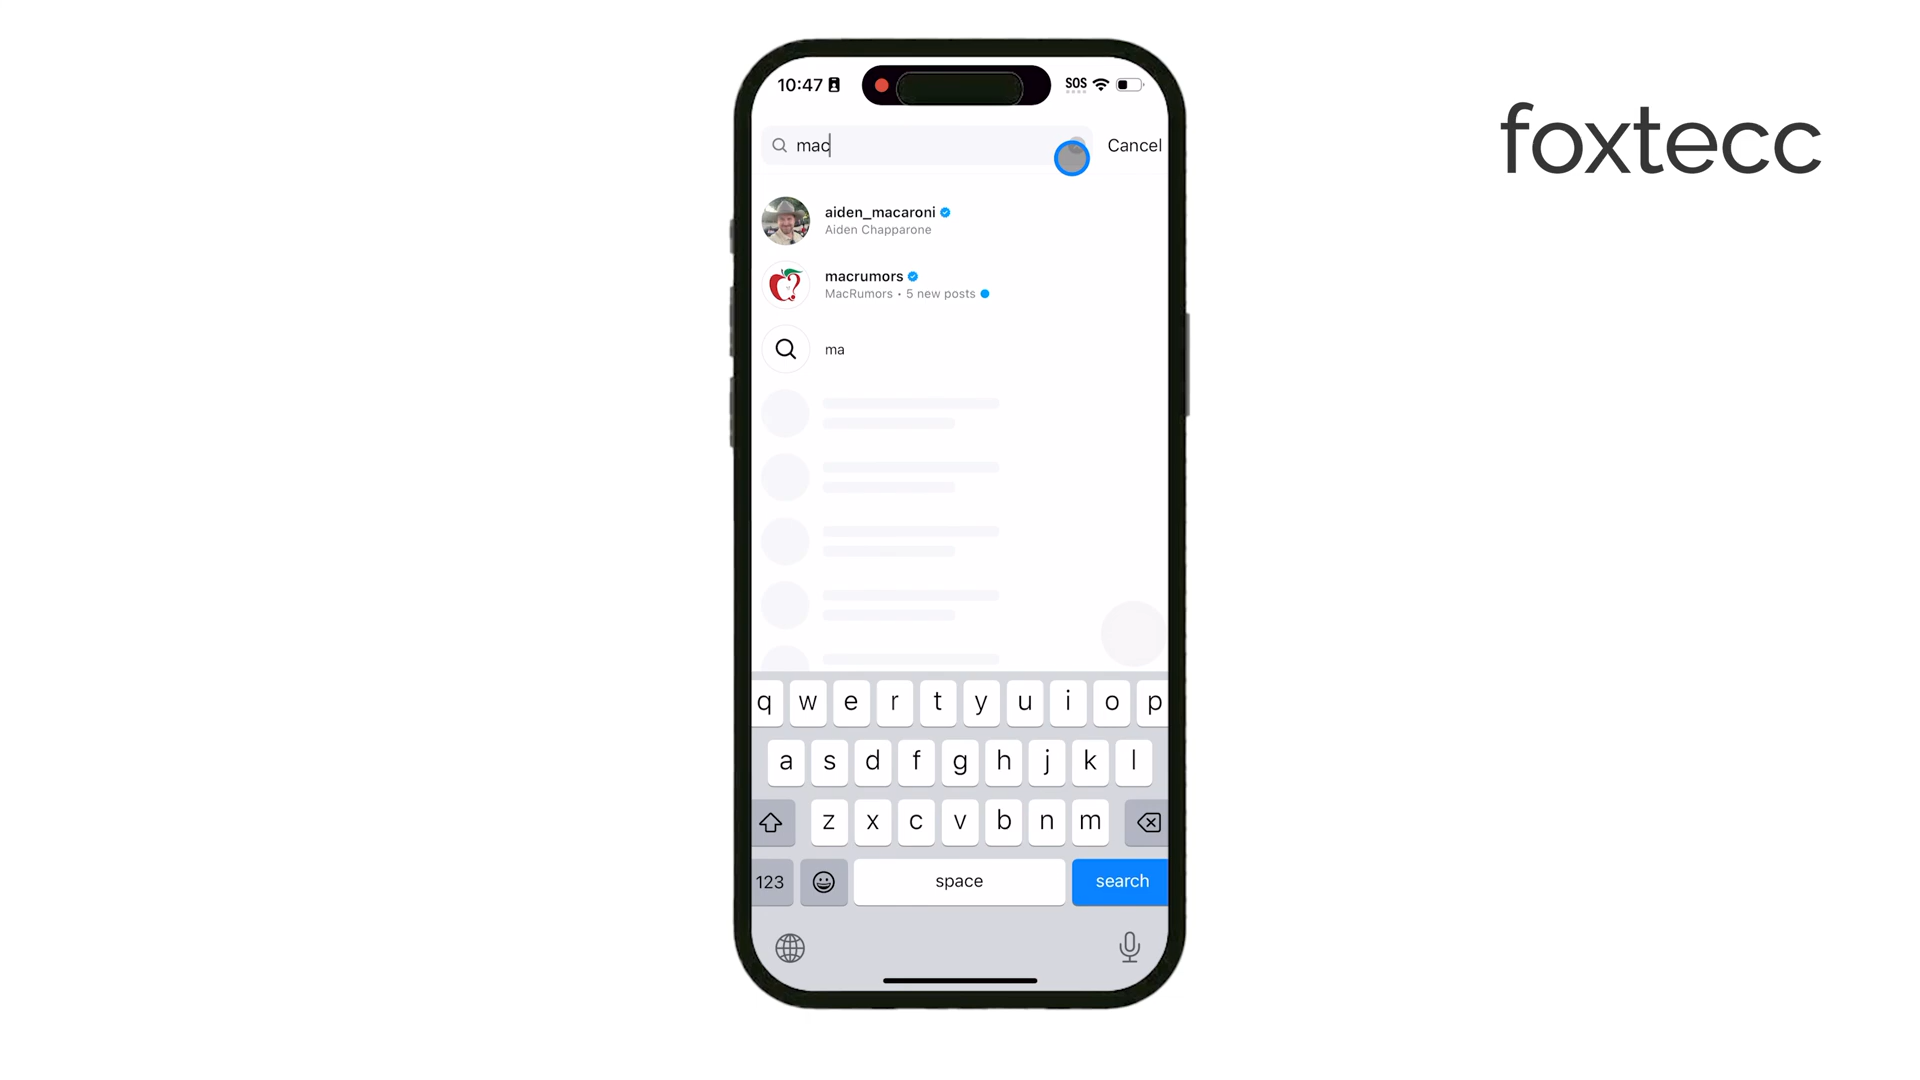 10:47
SOS
foxtecc
mac
Cancel
aiden_macaroni
Aiden Chapparone
macrumors
MacRumors • 5 new posts
ma
q w e r t y u i o p
a s d f g h j k l
z x c v b n m
123
space
search